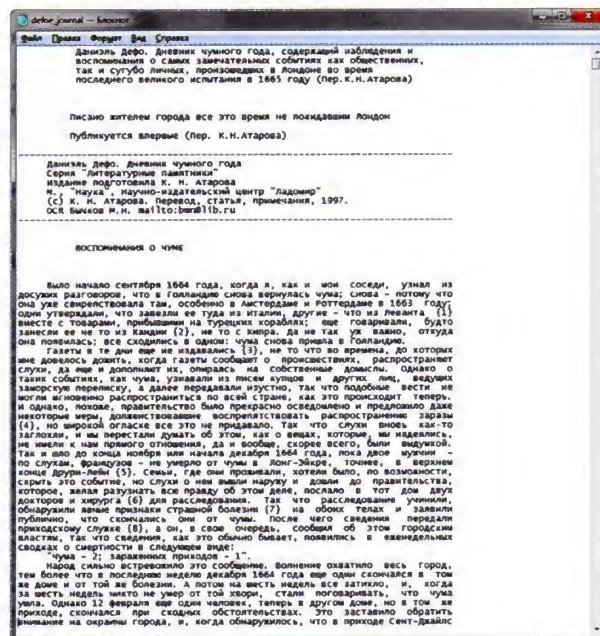 defoe_journal — Блокнот
Файл Правка Формат Вид Справка
Даниэль Дефо. Дневник чумного года, содержащий наблюдения и
воспоминания о самых замечательных событиях как общественных,
так и сугубо личных, произошедших в Лондоне во время
последнего великого испытания в 1665 году (Пер.К.Н.Атарова)
Писано жителем города все это время не покидавшим Лондон
Публикуется впервые (Пер. К.Н.Атарова)
Даниэль Дефо. Дневник чумного года
Серия "Литературные памятники"
Издание подготовила К. Н. Атарова
М., "Наука", Научно-издательский центр "Ладомир"
(c) К. Н. Атарова. Перевод, статья, примечания, 1997.
OCR Бычков М.Н. mailto:bmn@lib.ru
ВОСПОМИНАНИЯ О ЧУМЕ
Было начало сентября 1664 года, когда я, как и мои соседи, узнал из
досужих разговоров, что в Голландию снова вернулась чума; снова - потому что
она уже свирепствовала там, особенно в Амстердаме и Роттердаме в 1663 году;
одни утверждали, что завезли ее туда из Италии, другие - что из Леванта {1}
вместе с товарами, прибывшими на турецких кораблях; еще говаривали, будто
занесли ее не то из Кандии {2}, не то с Кипра. Да не так уж важно, откуда
она появилась; все сходились в одном: чума снова пришла в Голландию.
Газеты в те дни еще не издавались {3}, не то что во времена, до которых
мне довелось дожить, когда газеты сообщают о происшествиях, распространяют
слухи, да еще и дополняют их, опираясь на собственные домыслы. Однако о
таких событиях, как чума, узнавали из писем купцов и других лиц, ведущих
заморскую переписку, а далее передавали изустно, так что подобные вести не
могли мгновенно распространиться по всей стране, как это происходит теперь.
И однако, похоже, правительство было прекрасно осведомлено и предложило даже
некоторые меры, долженствовавшие воспрепятствовать распространению заразы
{4}, но широкой огласке все это не придавало. Так что слухи вновь как-то
заглохли, и мы перестали думать об этом, как о вещах, которые, мы надеялись,
не имели к нам прямого отношения, да и вообще, скорее всего, были выдумкой.
Так и шло до конца ноября или начала декабря 1664 года, пока двое мужчин -
по слухам, французов - не умерло от чумы в Лонг-Эйкре, точнее, в верхнем
конце Друри-Лейн {5}. Семьи, где они проживали, хотели было, по возможности,
скрыть это событие, но слухи о нем вышли наружу и дошли до правительства,
которое, желая разузнать всю правду об этом деле, послало в тот дом двух
докторов и хирурга {6} для расследования. Так что расследование учинили,
обнаружили явные признаки страшной болезни {7} на обоих телах и заявили
публично, что скончались они от чумы. После чего сведения передали
приходскому служке {8}, а он, в свою очередь, сообщил об этом городским
властям, так что сведения, как это обычно бывает, появились в еженедельных
сводках о смертности в следующем виде:
"Чума - 2; зараженных приходов - 1".
Народ сильно встревожило это сообщение. Волнение охватило весь город,
тем более что в последнюю неделю декабря 1664 года еще один скончался в том
же доме и от той же болезни. А потом на шесть недель все затихло, и, когда
за шесть недель никто не умер от той хвори, стали поговаривать, что чума
ушла. Однако 12 февраля еще один человек, теперь в другом доме, но в том же
приходе, скончался при сходных обстоятельствах. Это заставило обратить
внимание на окраины города, и, когда обнаружилось, что в приходе Сент-Джайлс